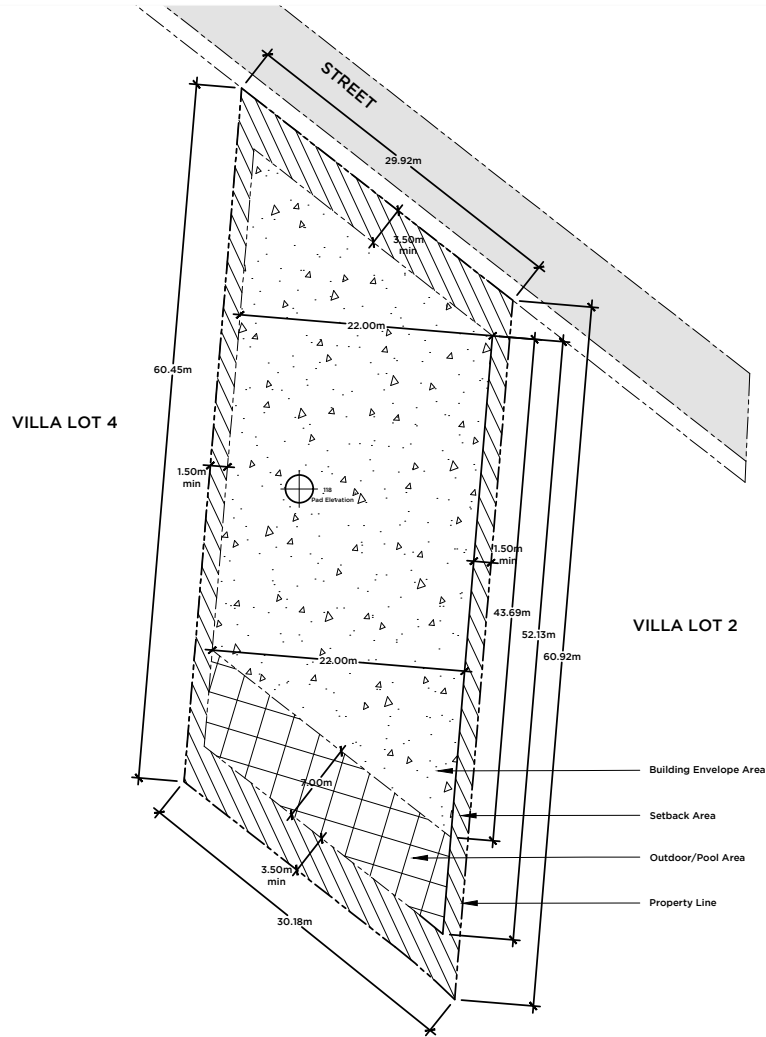 STREET
29.92m
3.50m
min
22.00m
60.45m
VILLA LOT 4
1.50m
min
118
Pad Elevation
1.50m
min
43.69m
VILLA LOT 2
52.13m
60.92m
22.00m
Building Envelope Area
7.00m
Setback Area
Outdoor/Pool Area
3.50m
min
Property Line
30.18m